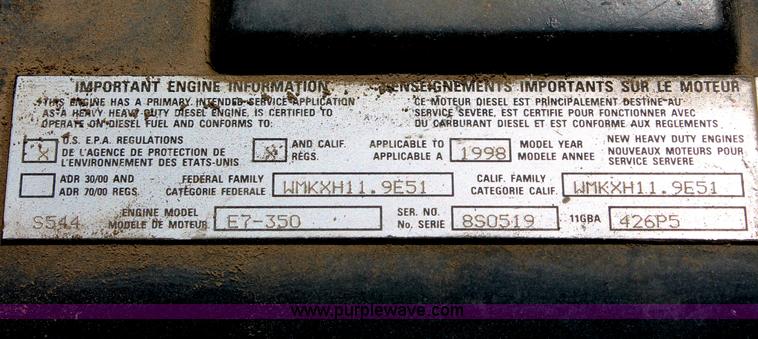 IMPORTANT ENGINE INFORMATION
THIS ENGINE HAS A PRIMARY INTENDED SERVICE APPLICATION
AS A HEAVY HEAVY-DUTY DIESEL ENGINE, IS CERTIFIED TO
OPERATE ON DIESEL FUEL AND CONFORMS TO:
RENSEIGNEMENTS IMPORTANTS SUR LE MOTEUR
CE MOTEUR DIESEL EST PRINCIPALEMENT DESTINÉ AU
SERVICE SEVERE, EST CERTIFIE POUR FONCTIONNER AVEC
DU CARBURANT DIESEL ET EST CONFORME AUX REGLEMENTS
X U.S. E.P.A. REGULATIONS
DE L'AGENCE DE PROTECTION DE
L'ENVIRONNEMENT DES ETATS-UNIS
X AND CALIF.
RÉGS.
APPLICABLE TO
APPLICABLE A
1998
MODEL YEAR
MODELE ANNEE
NEW HEAVY DUTY ENGINES
NOUVEAUX MOTEURS POUR
SERVICE SERVERE
ADR 30/00 AND
ADR 70/00 REGS.
FEDERAL FAMILY
CATÉGORIE FEDERALE
WMKXH11.9E51
CALIF. FAMILY
CATEGORIE CALIF.
WMKXH11.9E51
S544
ENGINE MODEL
MODELE DE MOTEUR
E7-350
SER. NO.
No. SERIE
8S0519
11GBA
426P5
www.purplewave.com